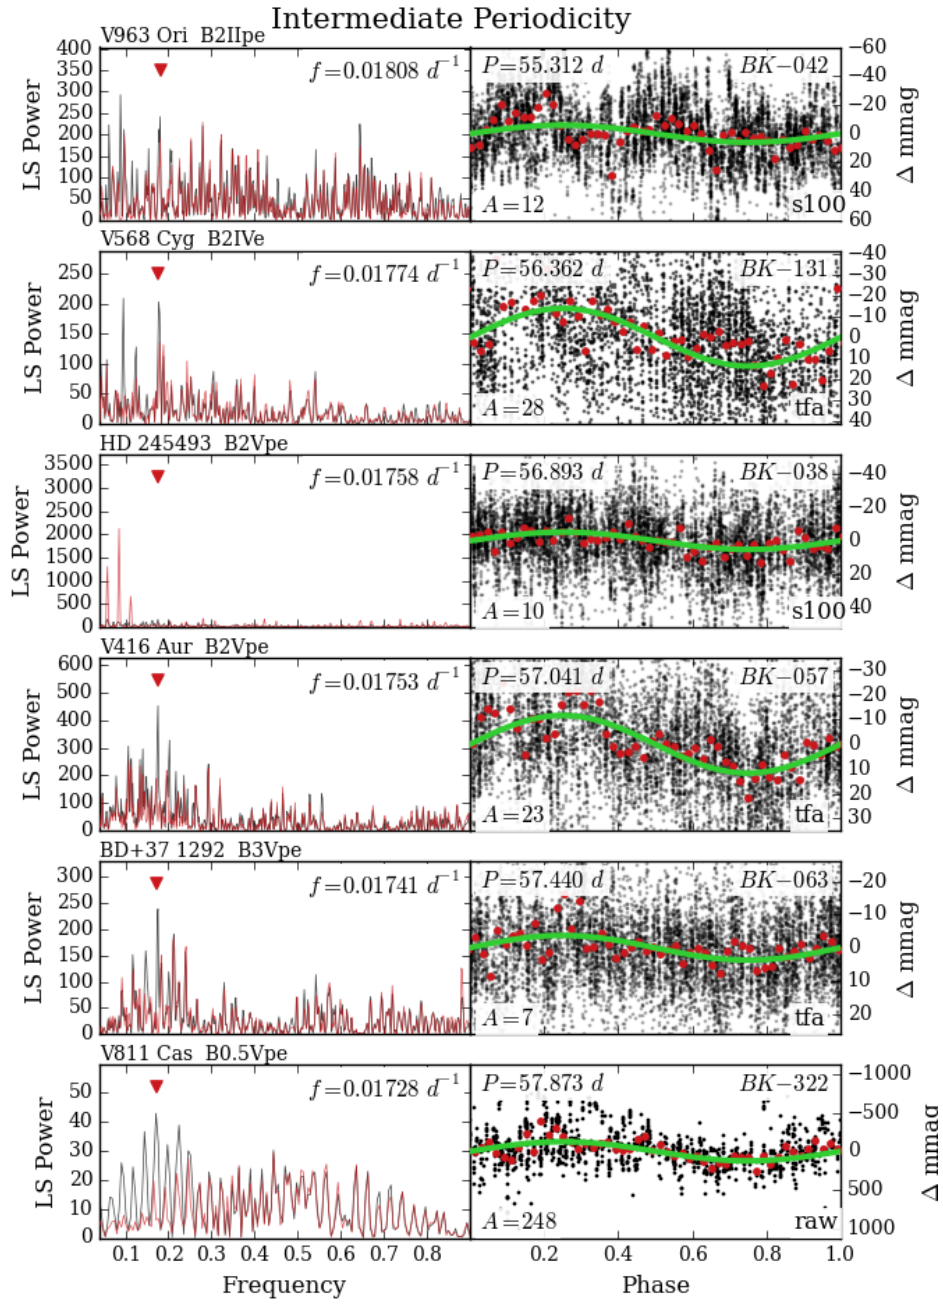 Intermediate Periodicity
V963 Ori B2IIpe
LS Power
400
350
300
250
200
150
100
50
0
f=0.01808 d⁻¹
P=55.312 d
BK−042
A=12
s100
−60
−40
−20
0
20
40
60
Δ mmag
V568 Cyg B2IVe
LS Power
250
200
150
100
50
0
f=0.01774 d⁻¹
P=56.362 d
BK−131
A=28
tfa
−40
−30
−20
−10
0
10
20
30
40
Δ mmag
HD 245493 B2Vpe
LS Power
3500
3000
2500
2000
1500
1000
500
0
f=0.01758 d⁻¹
P=56.893 d
BK−038
A=10
s100
−40
−20
0
20
40
Δ mmag
V416 Aur B2Vpe
LS Power
600
500
400
300
200
100
0
f=0.01753 d⁻¹
P=57.041 d
BK−057
A=23
tfa
−30
−20
−10
0
10
20
30
Δ mmag
BD+37 1292 B3Vpe
LS Power
300
250
200
150
100
50
0
f=0.01741 d⁻¹
P=57.440 d
BK−063
A=7
tfa
−20
−10
0
10
20
Δ mmag
V811 Cas B0.5Vpe
LS Power
50
40
30
20
10
0
f=0.01728 d⁻¹
P=57.873 d
BK−322
A=248
raw
−1000
−500
0
500
1000
Δ mmag
0.1 0.2 0.3 0.4 0.5 0.6 0.7 0.8
0.2 0.4 0.6 0.8 1.0
Frequency
Phase